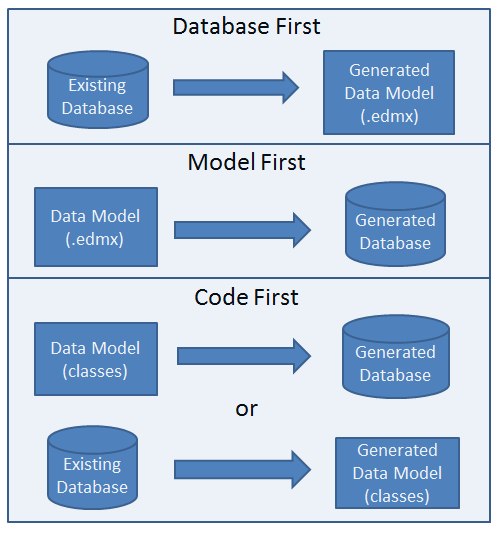 Database First
Existing
Database
Generated
Data Model
(.edmx)
Model First
Data Model
(.edmx)
Generated
Database
Code First
Data Model
(classes)
Generated
Database
or
Existing
Database
Generated
Data Model
(classes)